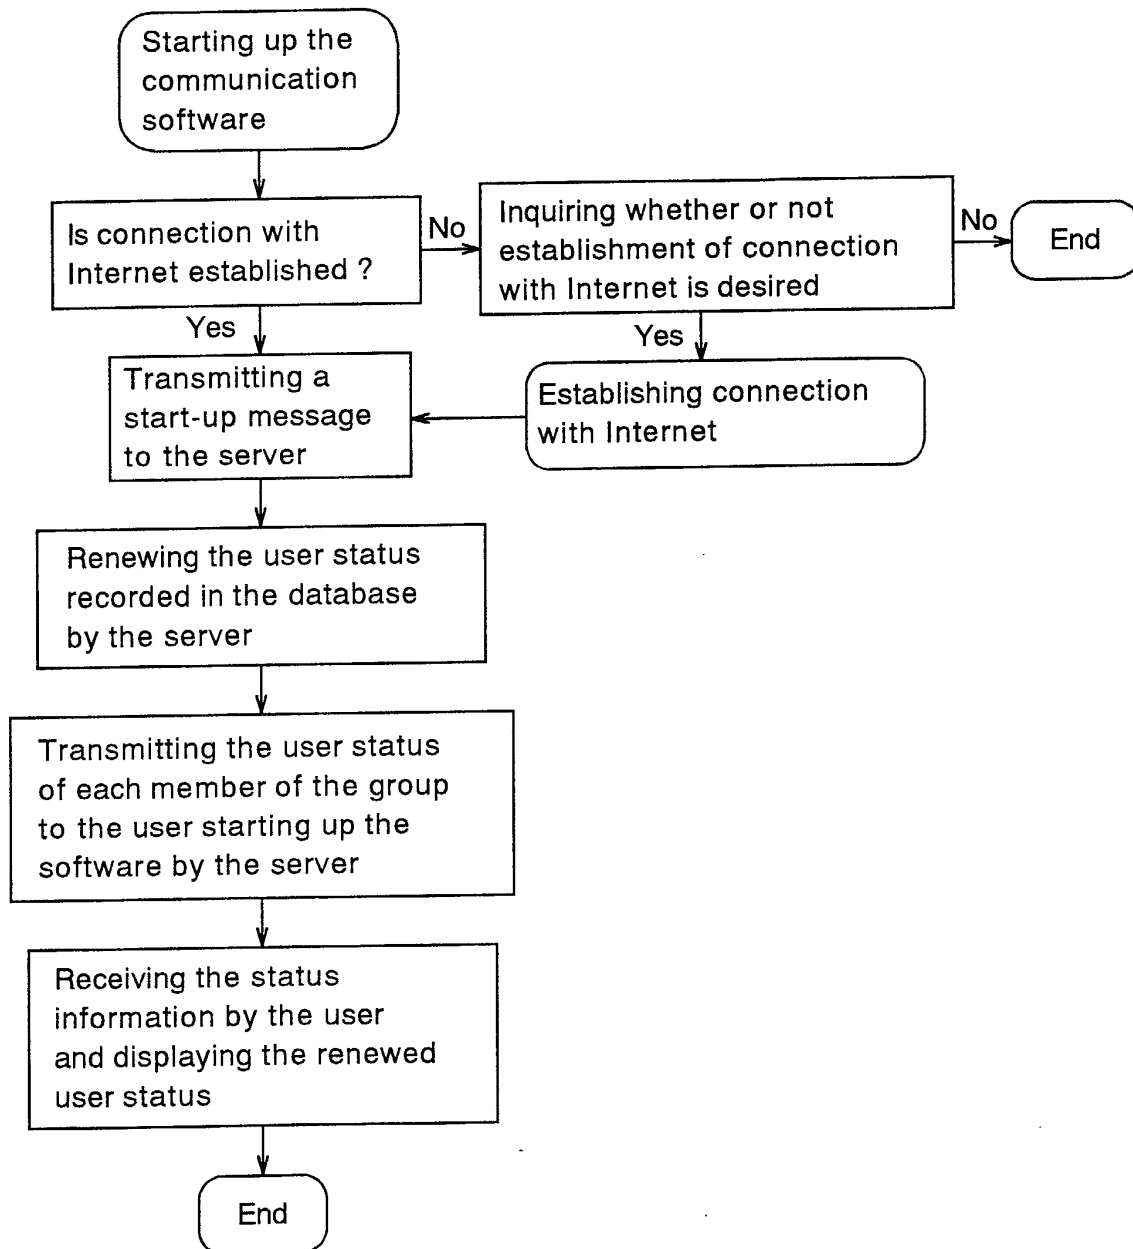 Starting up the
communication
software
Is connection with
Internet established ?
No
Inquiring whether or not
establishment of connection
with Internet is desired
No
End
Yes
Transmitting a
start-up message
to the server
Yes
Establishing connection
with Internet
Renewing the user status
recorded in the database
by the server
Transmitting the user status
of each member of the group
to the user starting up the
software by the server
Receiving the status
information by the user
and displaying the renewed
user status
End